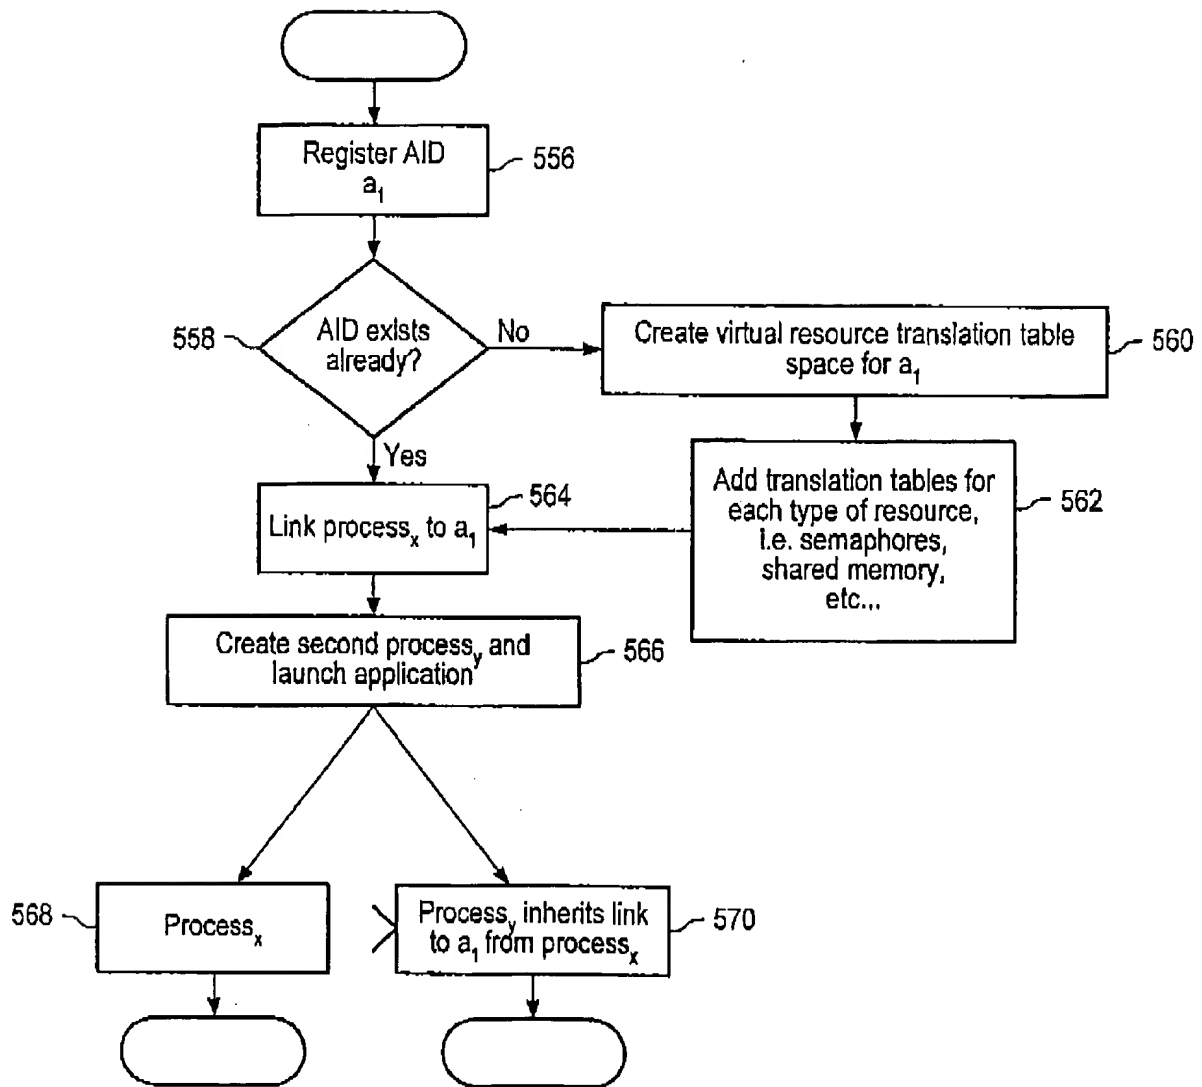 Register AID
a₁
556
558
AID exists
already?
No
Yes
Create virtual resource translation table
space for a₁
560
Add translation tables for
each type of resource,
i.e. semaphores,
shared memory,
etc...
562
564
Link processₓ to a₁
Create second process_y and
launch application
566
568
Processₓ
Process_y inherits link
to a₁ from processₓ
570